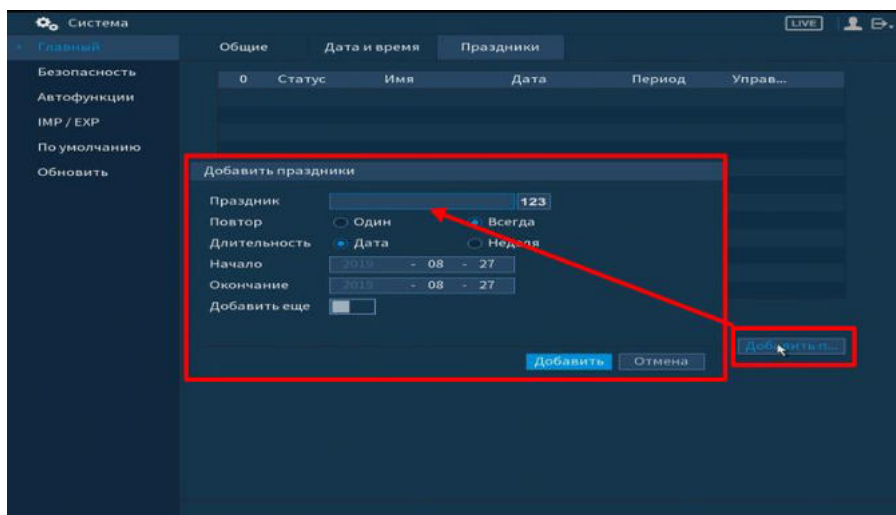 Система LIVE
Главный Общие Дата и время Праздники
Безопасность
0 Статус Имя Дата Период Управ...
Автофункции
IMP / EXP
По умолчанию
Обновить
Добавить праздники
Праздник 123
Повтор Один Всегда
Длительность Дата Неделя
Начало 2019 - 08 - 27
Окончание 2019 - 08 - 27
Добавить еще
Добавить п...
Добавить Отмена